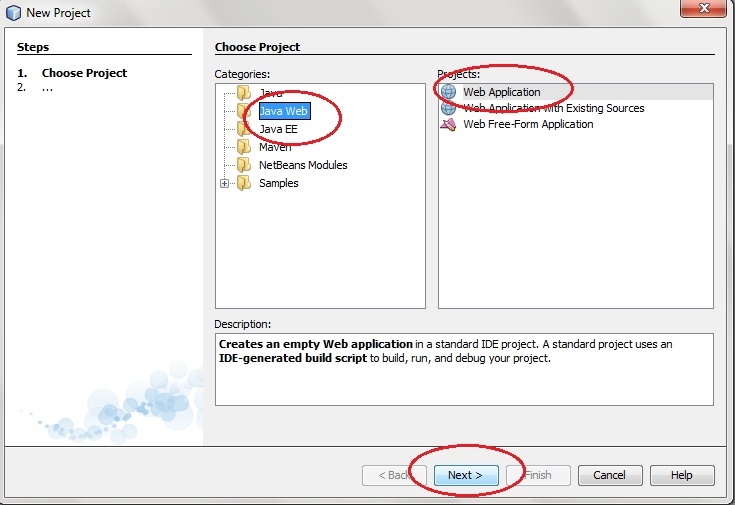 New Project
Steps
1. Choose Project
2. ...
Choose Project
Categories:
Java
Java Web
Java EE
Maven
NetBeans Modules
Samples
Projects:
Web Application
Web Application with Existing Sources
Web Free-Form Application
Description:
Creates an empty Web application in a standard IDE project. A standard project uses an
IDE-generated build script to build, run, and debug your project.
< Back
Next >
Finish
Cancel
Help